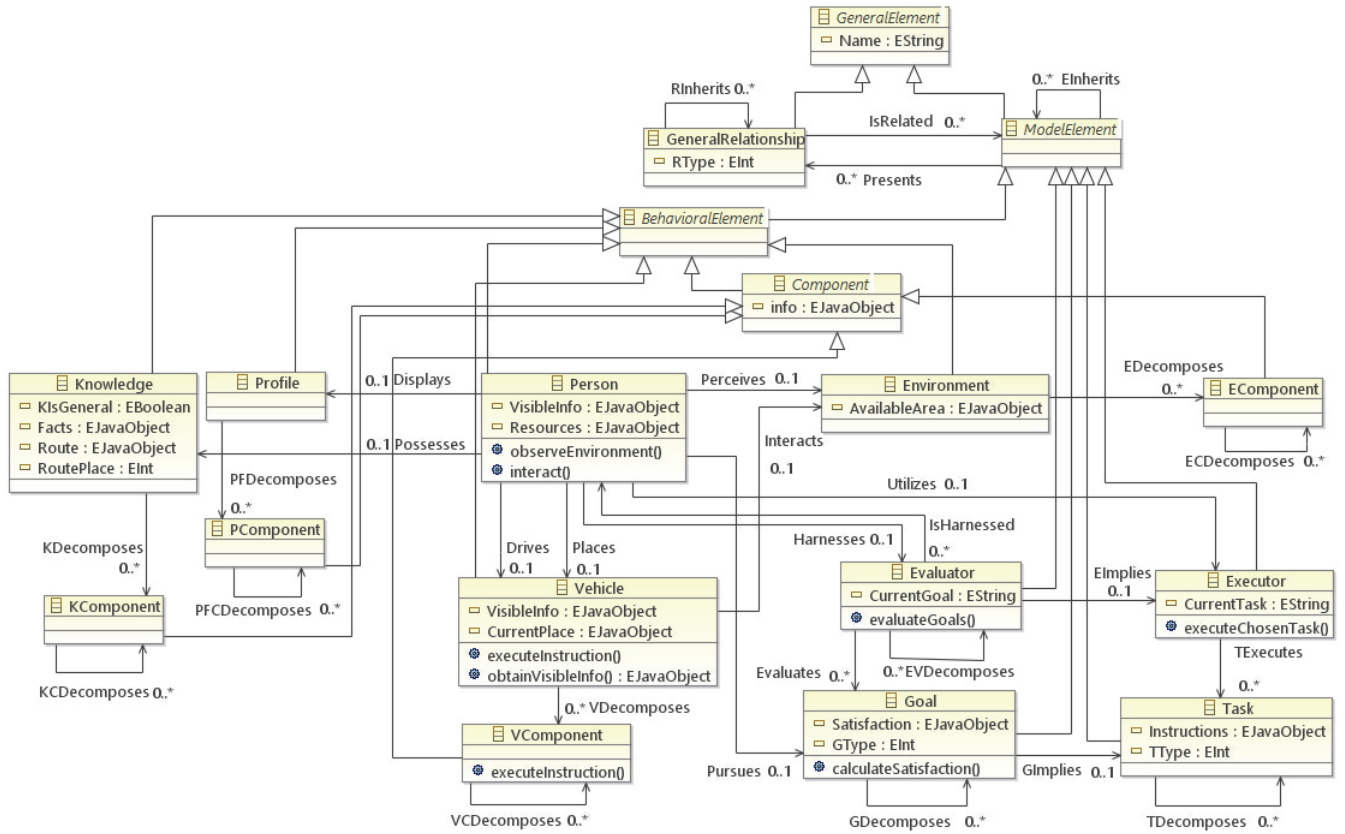 GeneralElement
Name : EString
RInherits 0..*
0..* EInherits
GeneralRelationship
RType : EInt
IsRelated 0..*
ModelElement
0..* Presents
BehavioralElement
Component
info : EJavaObject
Knowledge
KIsGeneral : EBoolean
Facts : EJavaObject
Route : EJavaObject
RoutePlace : EInt
Profile
0..1 Displays
0..1 Possesses
Person
VisibleInfo : EJavaObject
Resources : EJavaObject
observeEnvironment()
interact()
Perceives 0..1
Environment
AvailableArea : EJavaObject
Interacts
0..1
EDecomposes
0..*
EComponent
ECDecomposes 0..*
PFDecomposes
0..*
Utilizes 0..1
PComponent
PFCDecomposes 0..*
KDecomposes
0..*
KComponent
KCDecomposes 0..*
Drives
0..1
Places
0..1
Harnesses 0..1
IsHarnessed
0..*
Vehicle
VisibleInfo : EJavaObject
CurrentPlace : EJavaObject
executeInstruction()
obtainVisibleInfo() : EJavaObject
Evaluator
CurrentGoal : EString
evaluateGoals()
EImplies
0..1
Executor
CurrentTask : EString
executeChosenTask()
Evaluates 0..*
0..* EVDecomposes
TExecutes
0..*
0..* VDecomposes
VComponent
executeInstruction()
VCDecomposes 0..*
Pursues 0..1
Goal
Satisfaction : EJavaObject
GType : EInt
calculateSatisfaction()
GImplies 0..1
Task
Instructions : EJavaObject
TType : EInt
GDecomposes 0..*
TDecomposes 0..*